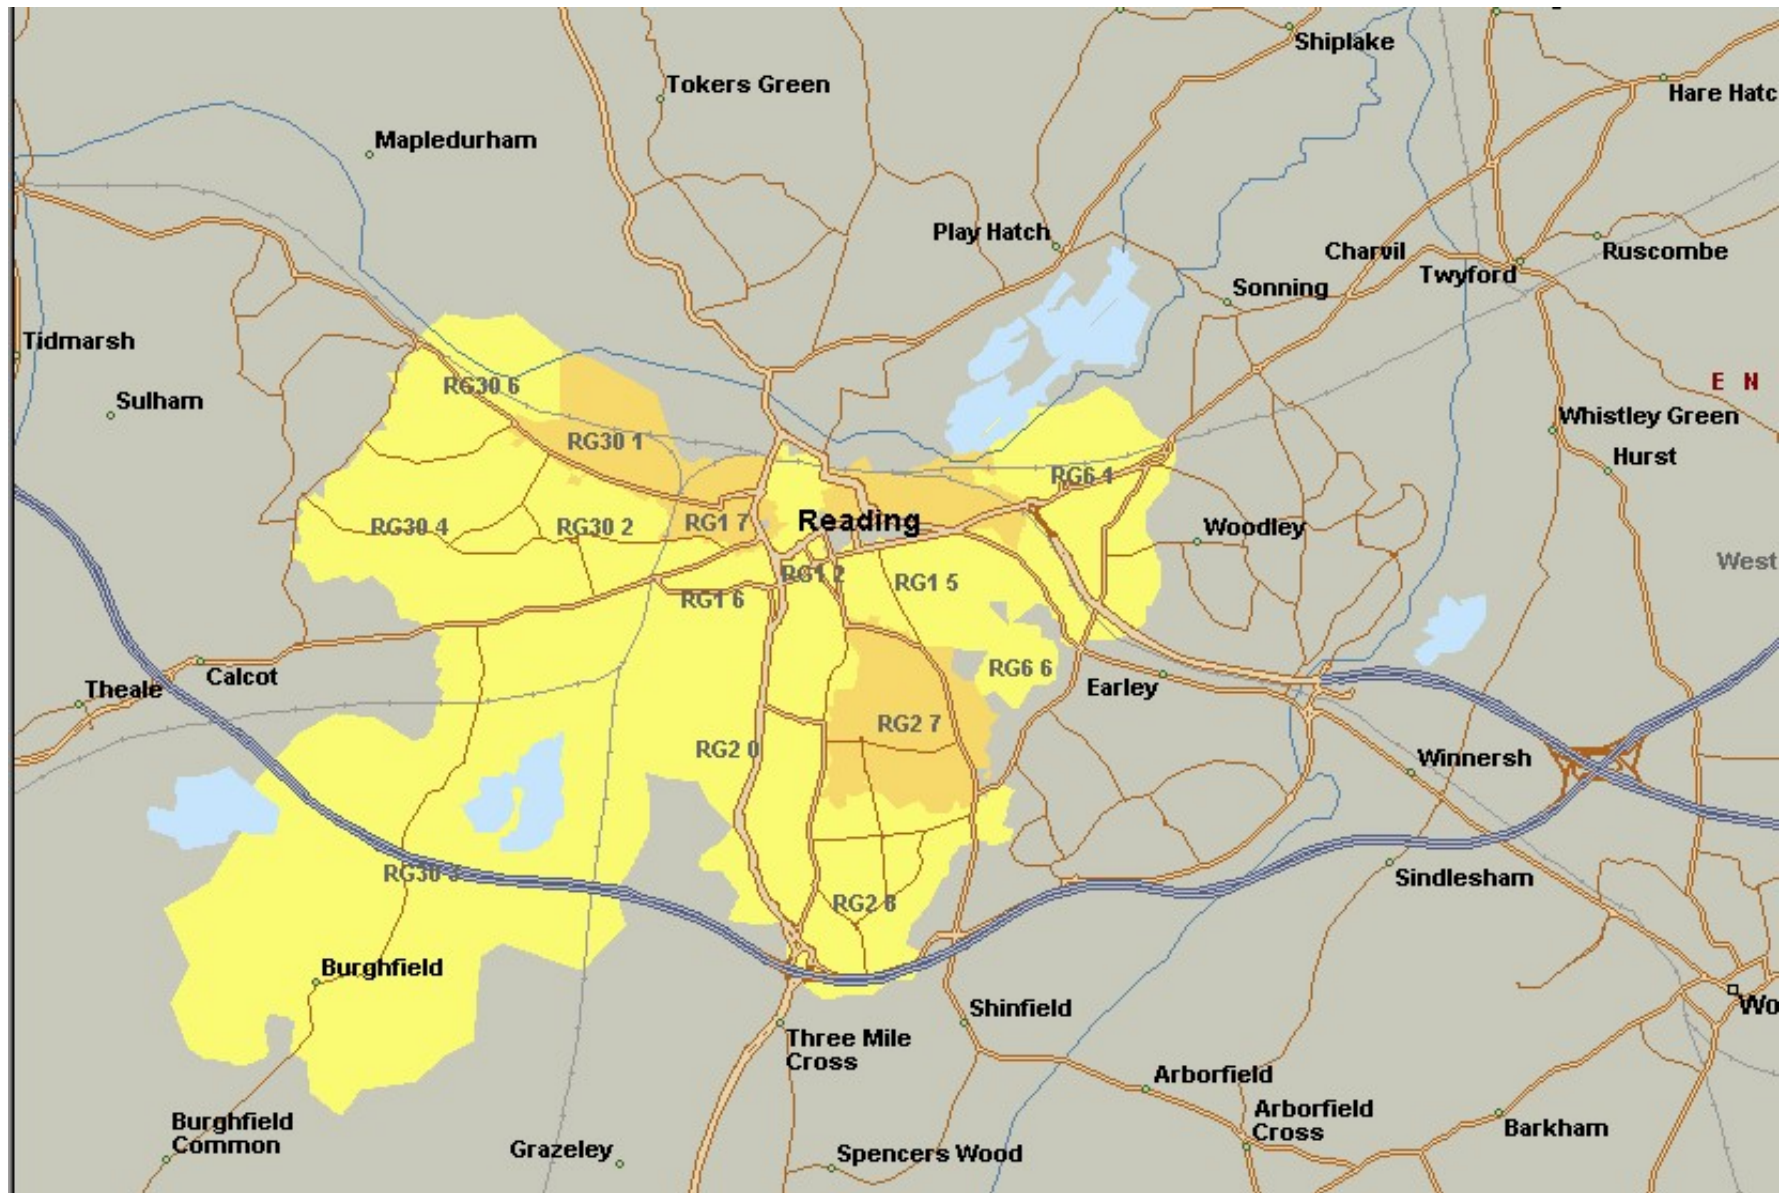 Shiplake
Tokers Green
Hare Hatc
Mapledurham
Play Hatch
Charvil
Ruscombe
Twyford
Sonning
Tidmarsh
RG30 6
E N
Sulham
Whistley Green
RG30 1
Hurst
RG6 1
RG30 4
RG30 2
RG1 7
Reading
Woodley
West
RG1 2
RG1 5
RG1 6
RG6 6
Calcot
Theale
Earley
RG2 7
RG2 0
Winnersh
RG30 3
Sindlesham
RG2 8
Burghfield
Wo
Shinfield
Three Mile
Cross
Arborfield
Arborfield
Cross
Burghfield
Common
Barkham
Grazeley
Spencers Wood